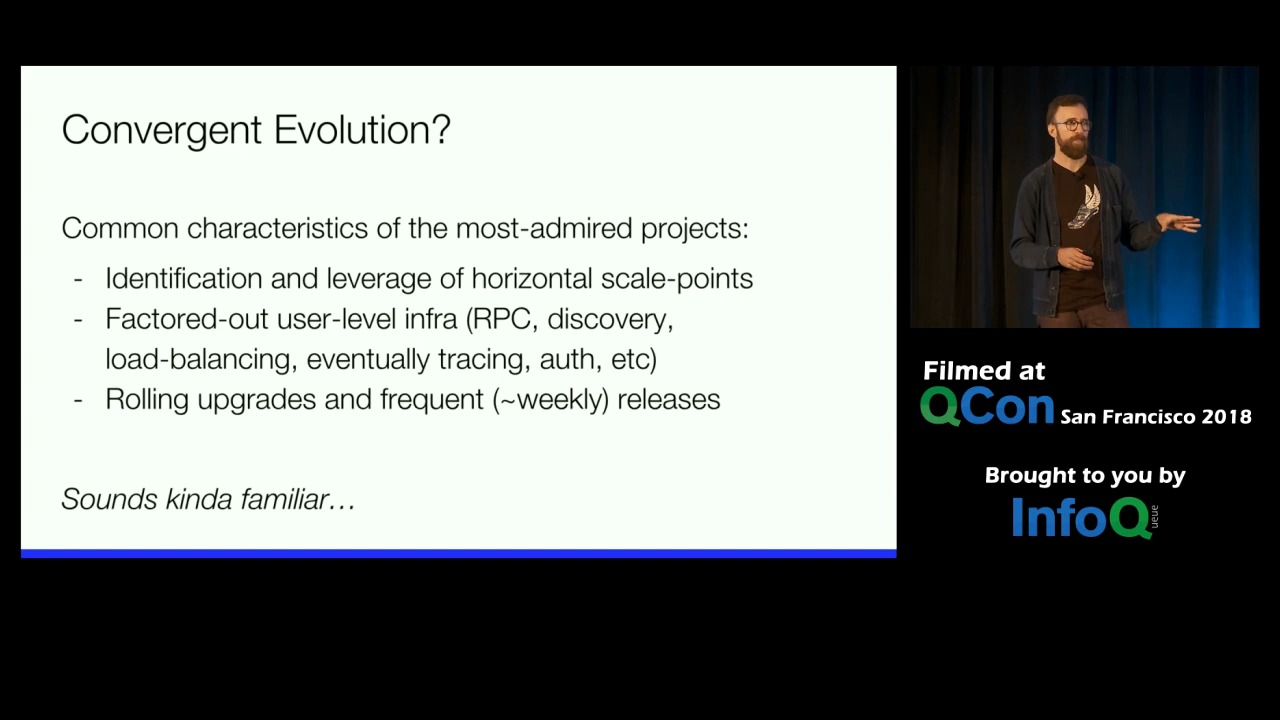 Convergent Evolution?
Common characteristics of the most-admired projects:
- Identification and leverage of horizontal scale-points
- Factored-out user-level infra (RPC, discovery,
load-balancing, eventually tracing, auth, etc)
- Rolling upgrades and frequent (~weekly) releases
Sounds kinda familiar…
Filmed at
QCon San Francisco 2018
Brought to you by
InfoQueue